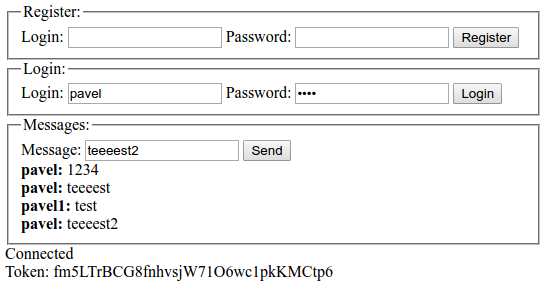 Register:
Login: Password: Register
Login:
Login: pavel Password: •••• Login
Messages:
Message: teeeest2 Send
pavel: 1234
pavel: teeeest
pavel1: test
pavel: teeeest2
Connected
Token: fm5LTrBCG8fnhvsjW71O6wc1pkKMCtp6